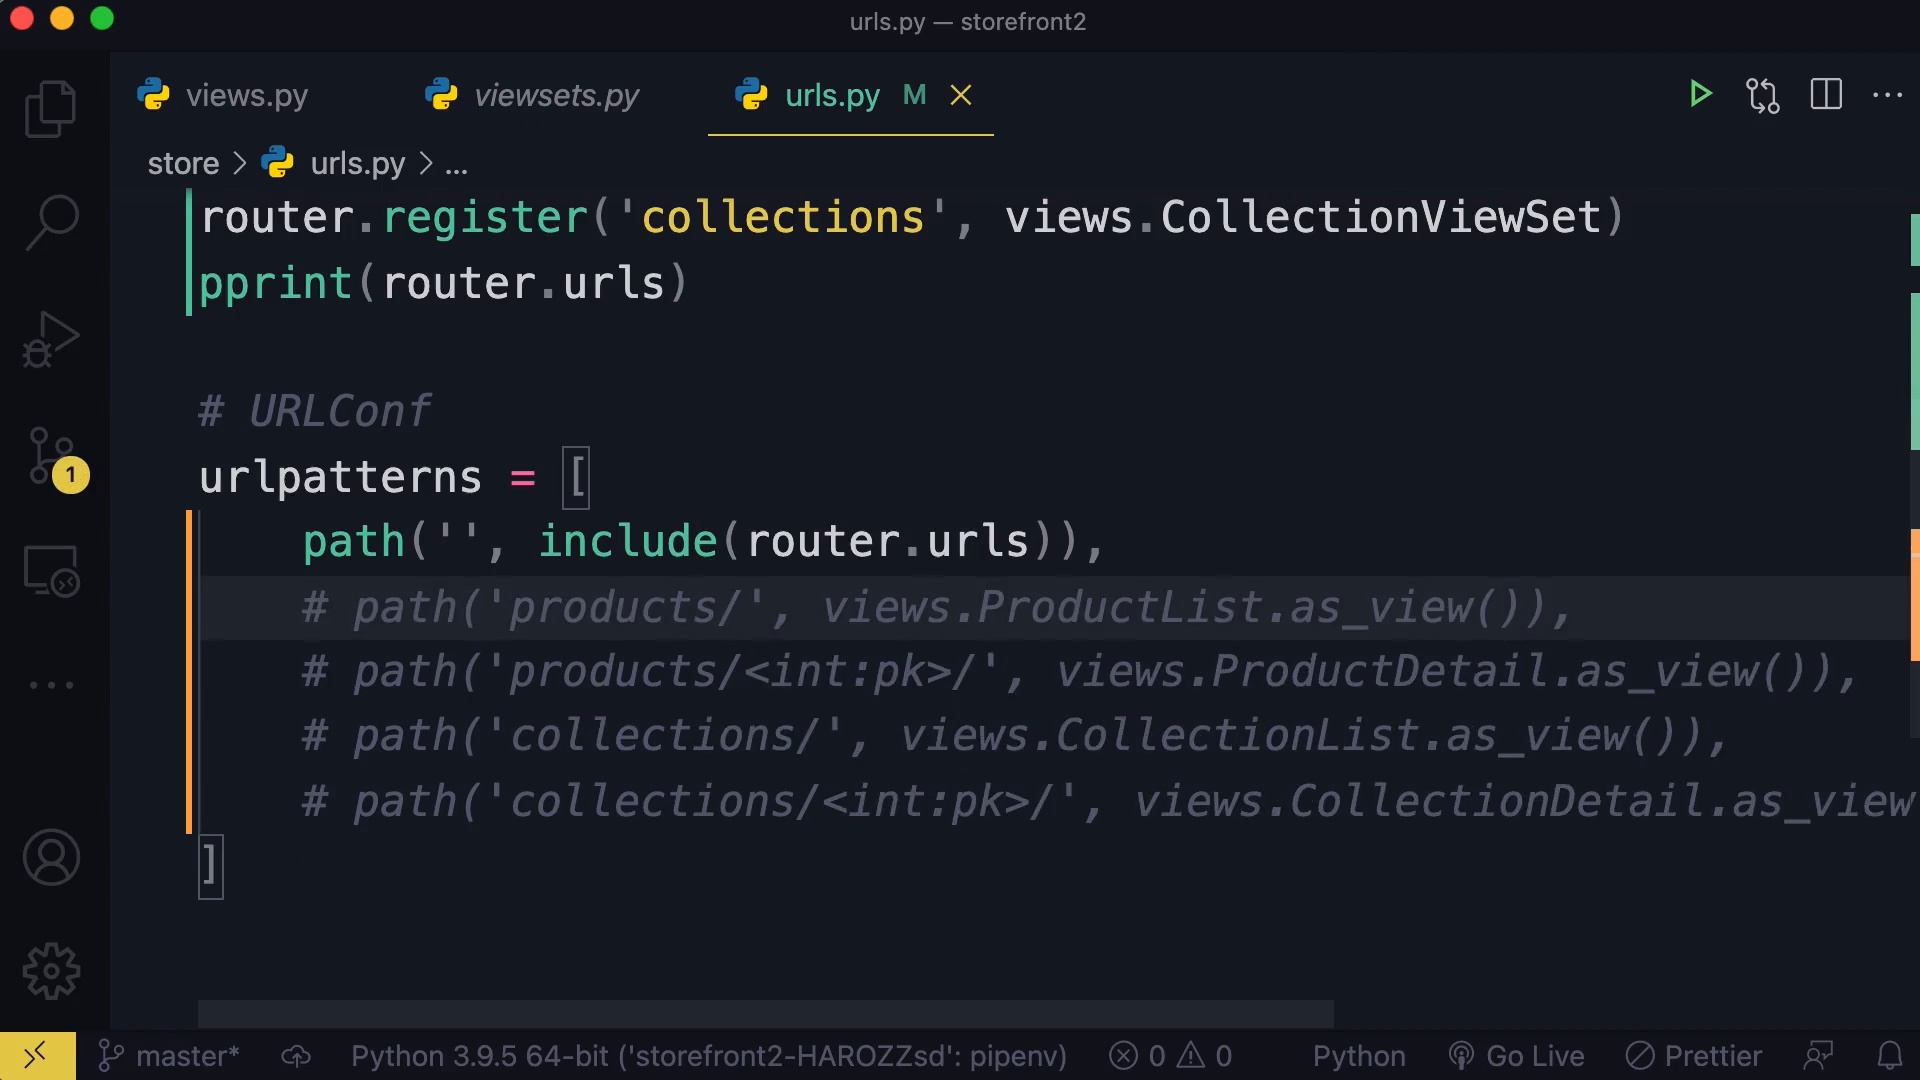 urls.py — storefront2
views.py
viewsets.py
urls.py M
store > urls.py > ...
router.register('collections', views.CollectionViewSet)
pprint(router.urls)
# URLConf
urlpatterns = [
path('', include(router.urls)),
# path('products/', views.ProductList.as_view()),
# path('products/<int:pk>/', views.ProductDetail.as_view()),
# path('collections/', views.CollectionList.as_view()),
# path('collections/<int:pk>/', views.CollectionDetail.as_view
]
1
master*
Python 3.9.5 64-bit ('storefront2-HAROZZsd': pipenv)
0
0
Python
Go Live
Prettier